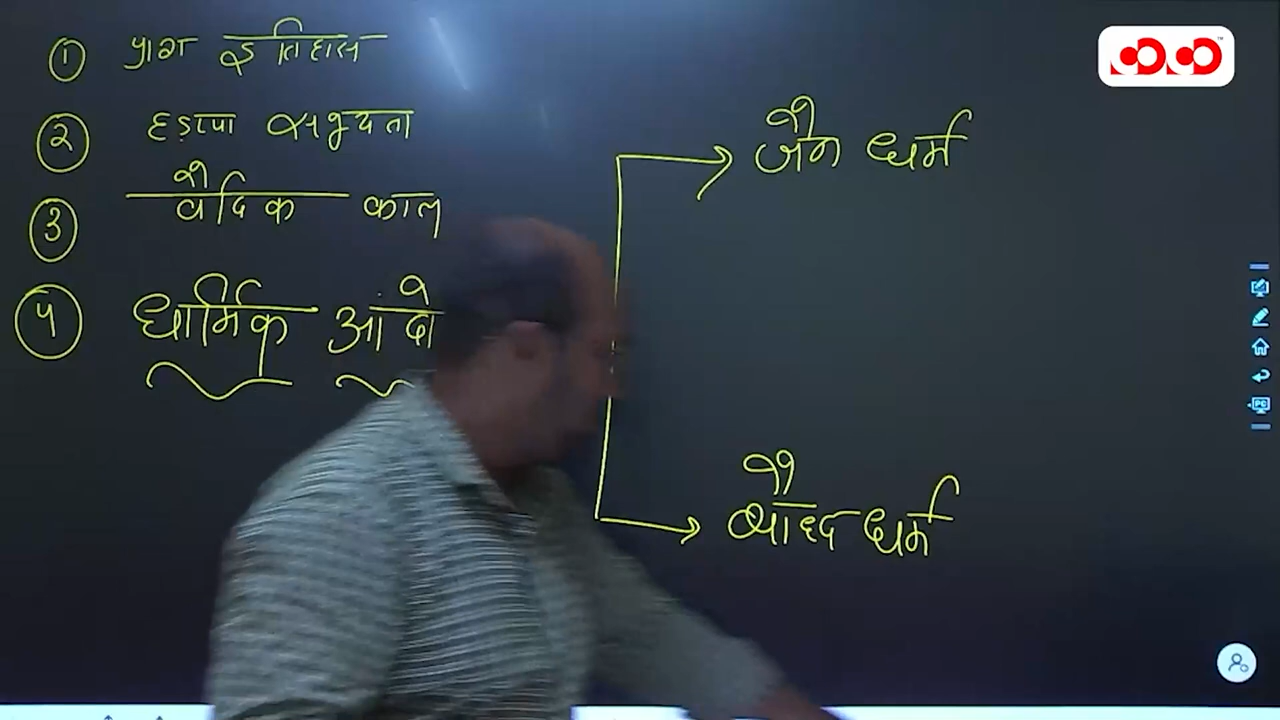 ① प्राग इतिहास
② हड़प्पा सभ्यता
③ वैदिक काल
④ धार्मिक
जैन धर्म
बौद्ध धर्म